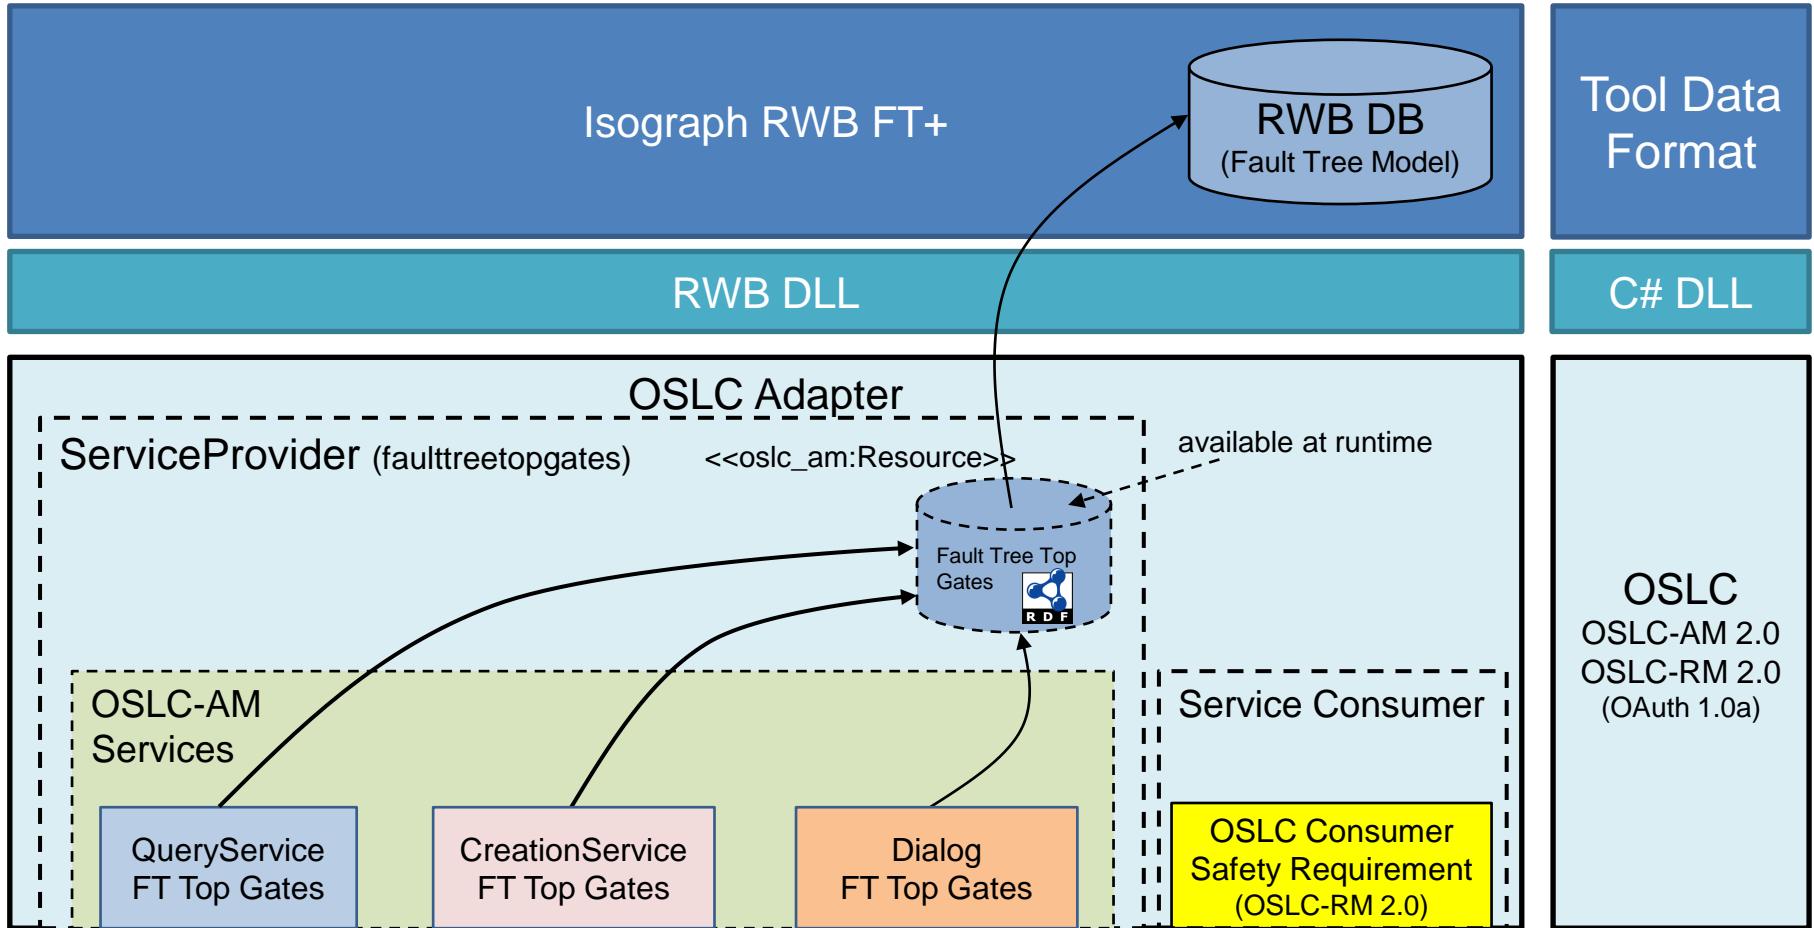 Isograph RWB FT+
RWB DB
(Fault Tree Model)
Tool Data
Format
RWB DLL
C# DLL
OSLC Adapter
ServiceProvider (faulttreetopgates)
<<oslc_am:Resource>>
available at runtime
Fault Tree Top
Gates
RDF
OSLC
OSLC-AM 2.0
OSLC-RM 2.0
(OAuth 1.0a)
OSLC-AM
Services
Service Consumer
QueryService
FT Top Gates
CreationService
FT Top Gates
Dialog
FT Top Gates
OSLC Consumer
Safety Requirement
(OSLC-RM 2.0)